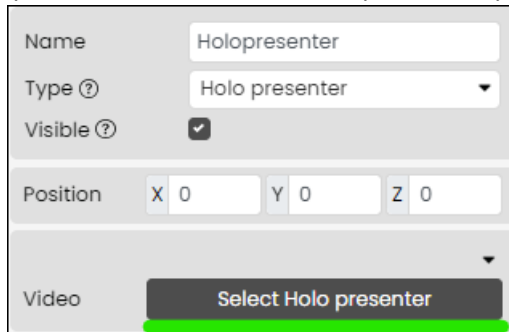 Name Holopresenter
Type ? Holo presenter
Visible ?
Position X 0 Y 0 Z 0
Video Select Holo presenter